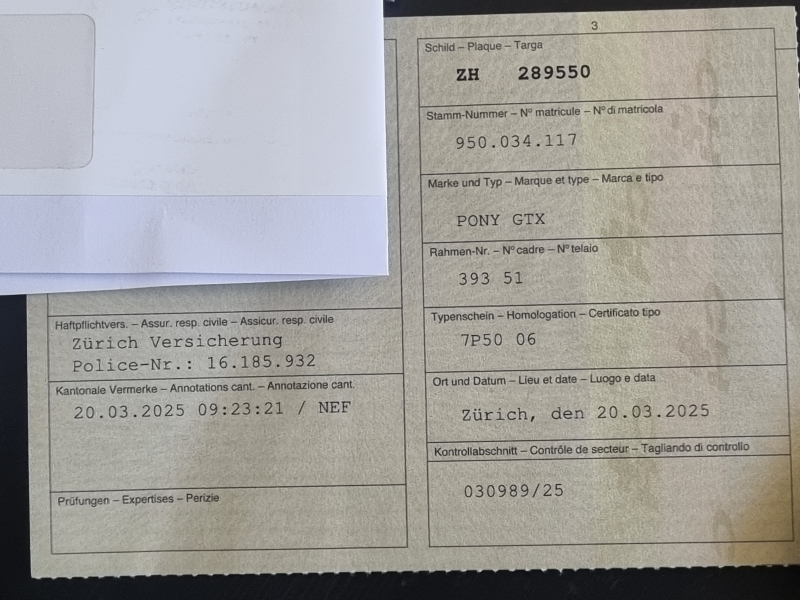 3
Schild – Plaque – Targa
ZH 289550
Stamm-Nummer – Nº matricule – Nº di matricola
950.034.117
Marke und Typ – Marque et type – Marca e tipo
PONY GTX
Rahmen-Nr. – Nº cadre – Nº telaio
393 51
Typenschein – Homologation – Certificato tipo
7P50 06
Ort und Datum – Lieu et date – Luogo e data
Zürich, den 20.03.2025
Kontrollabschnitt – Contrôle de secteur – Tagliando di controllo
030989/25
Haftpflichtvers. – Assur. resp. civile – Assicur. resp. civile
Zürich Versicherung
Police-Nr.: 16.185.932
Kantonale Vermerke – Annotations cant. – Annotazione cant.
20.03.2025 09:23:21 / NEF
Prüfungen – Expertises – Perizie